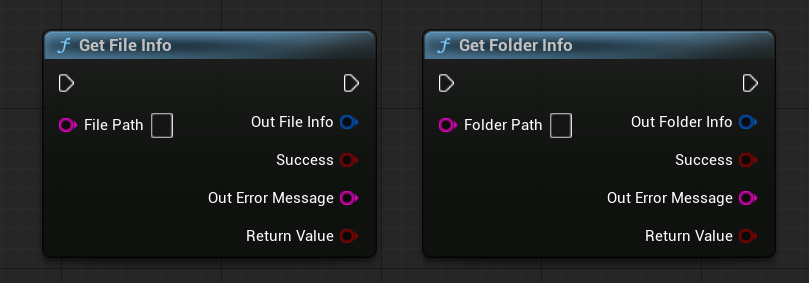 Get File Info
File Path
Out File Info
Success
Out Error Message
Return Value
Get Folder Info
Folder Path
Out Folder Info
Success
Out Error Message
Return Value